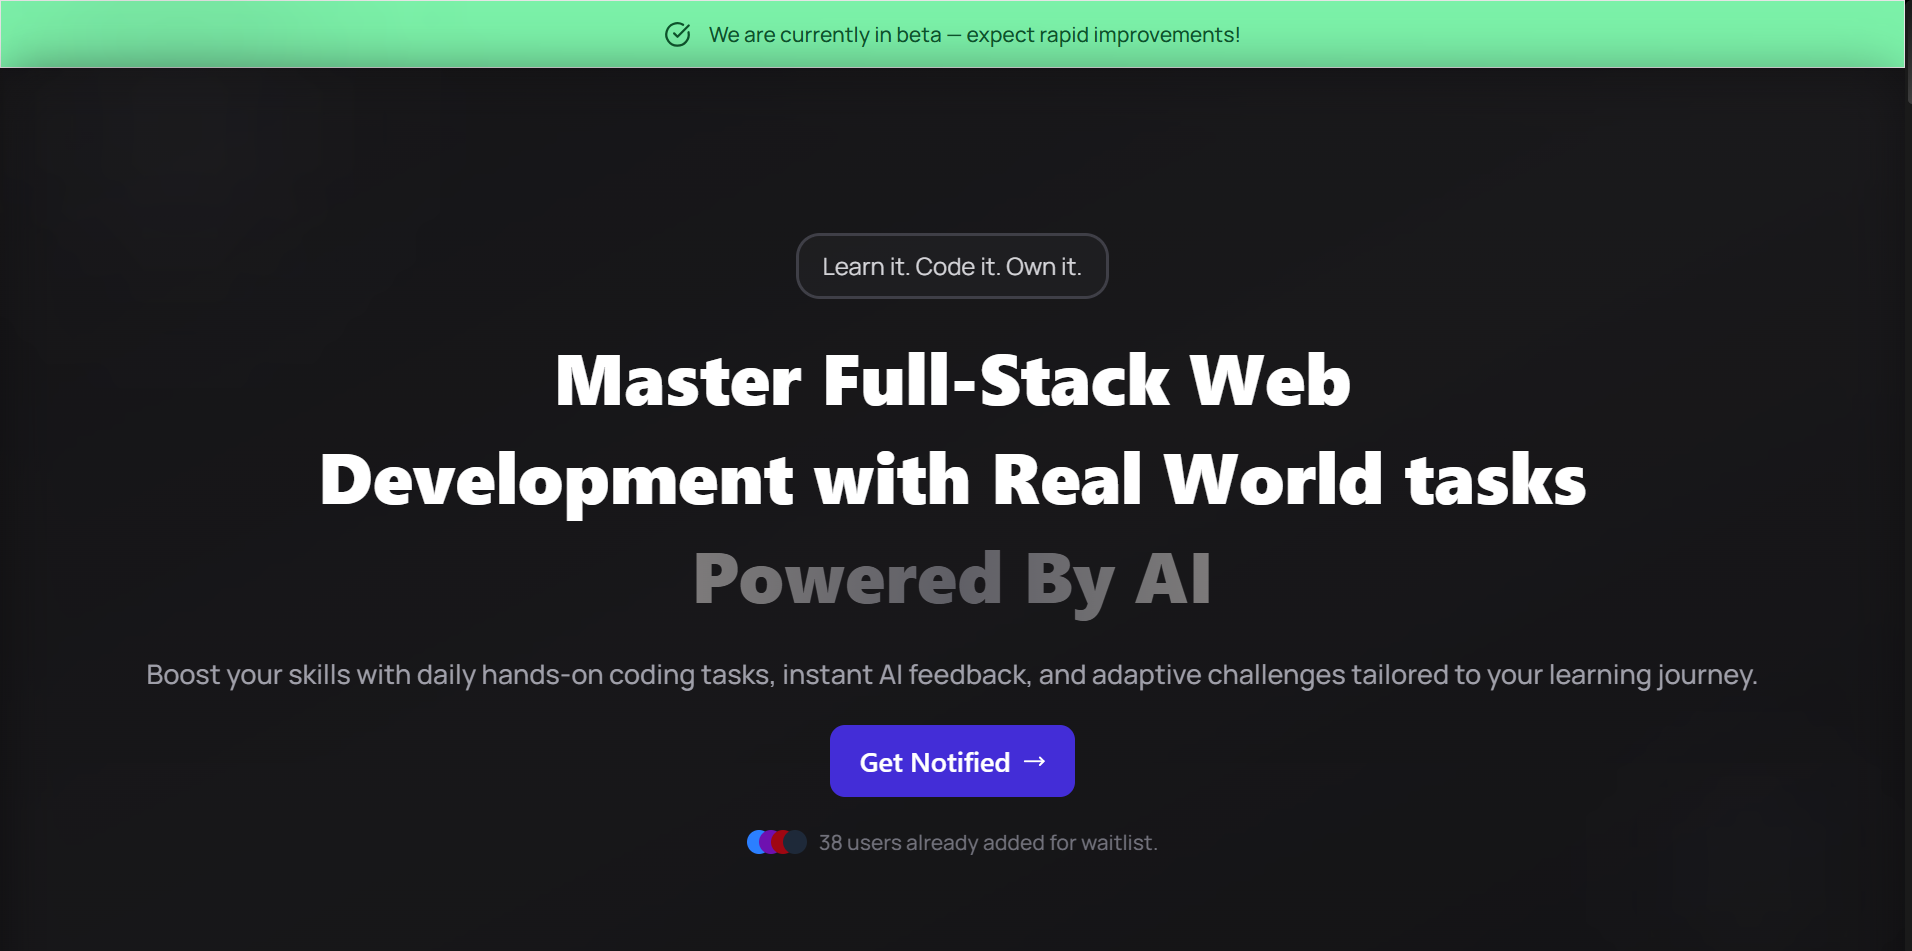 We are currently in beta — expect rapid improvements!
Learn it. Code it. Own it.
Master Full-Stack Web
Development with Real World tasks
Powered By AI
Boost your skills with daily hands-on coding tasks, instant AI feedback, and adaptive challenges tailored to your learning journey.
Get Notified →
38 users already added for waitlist.